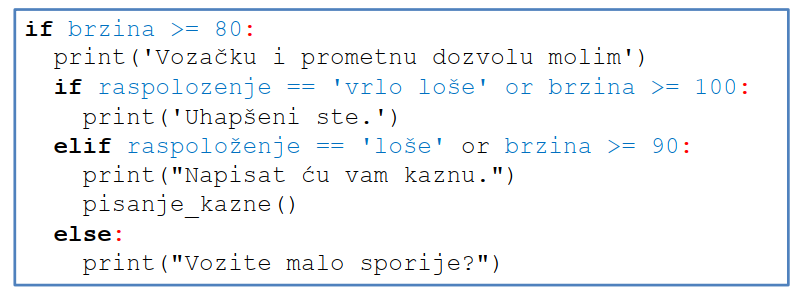 if brzina >= 80:
  print('Vozačku i prometnu dozvolu molim')
  if raspolozenje == 'vrlo loše' or brzina >= 100:
    print('Uhapšeni ste.')
  elif raspoloženje == 'loše' or brzina >= 90:
    print("Napisat ću vam kaznu.")
    pisanje_kazne()
  else:
    print("Vozite malo sporije?")